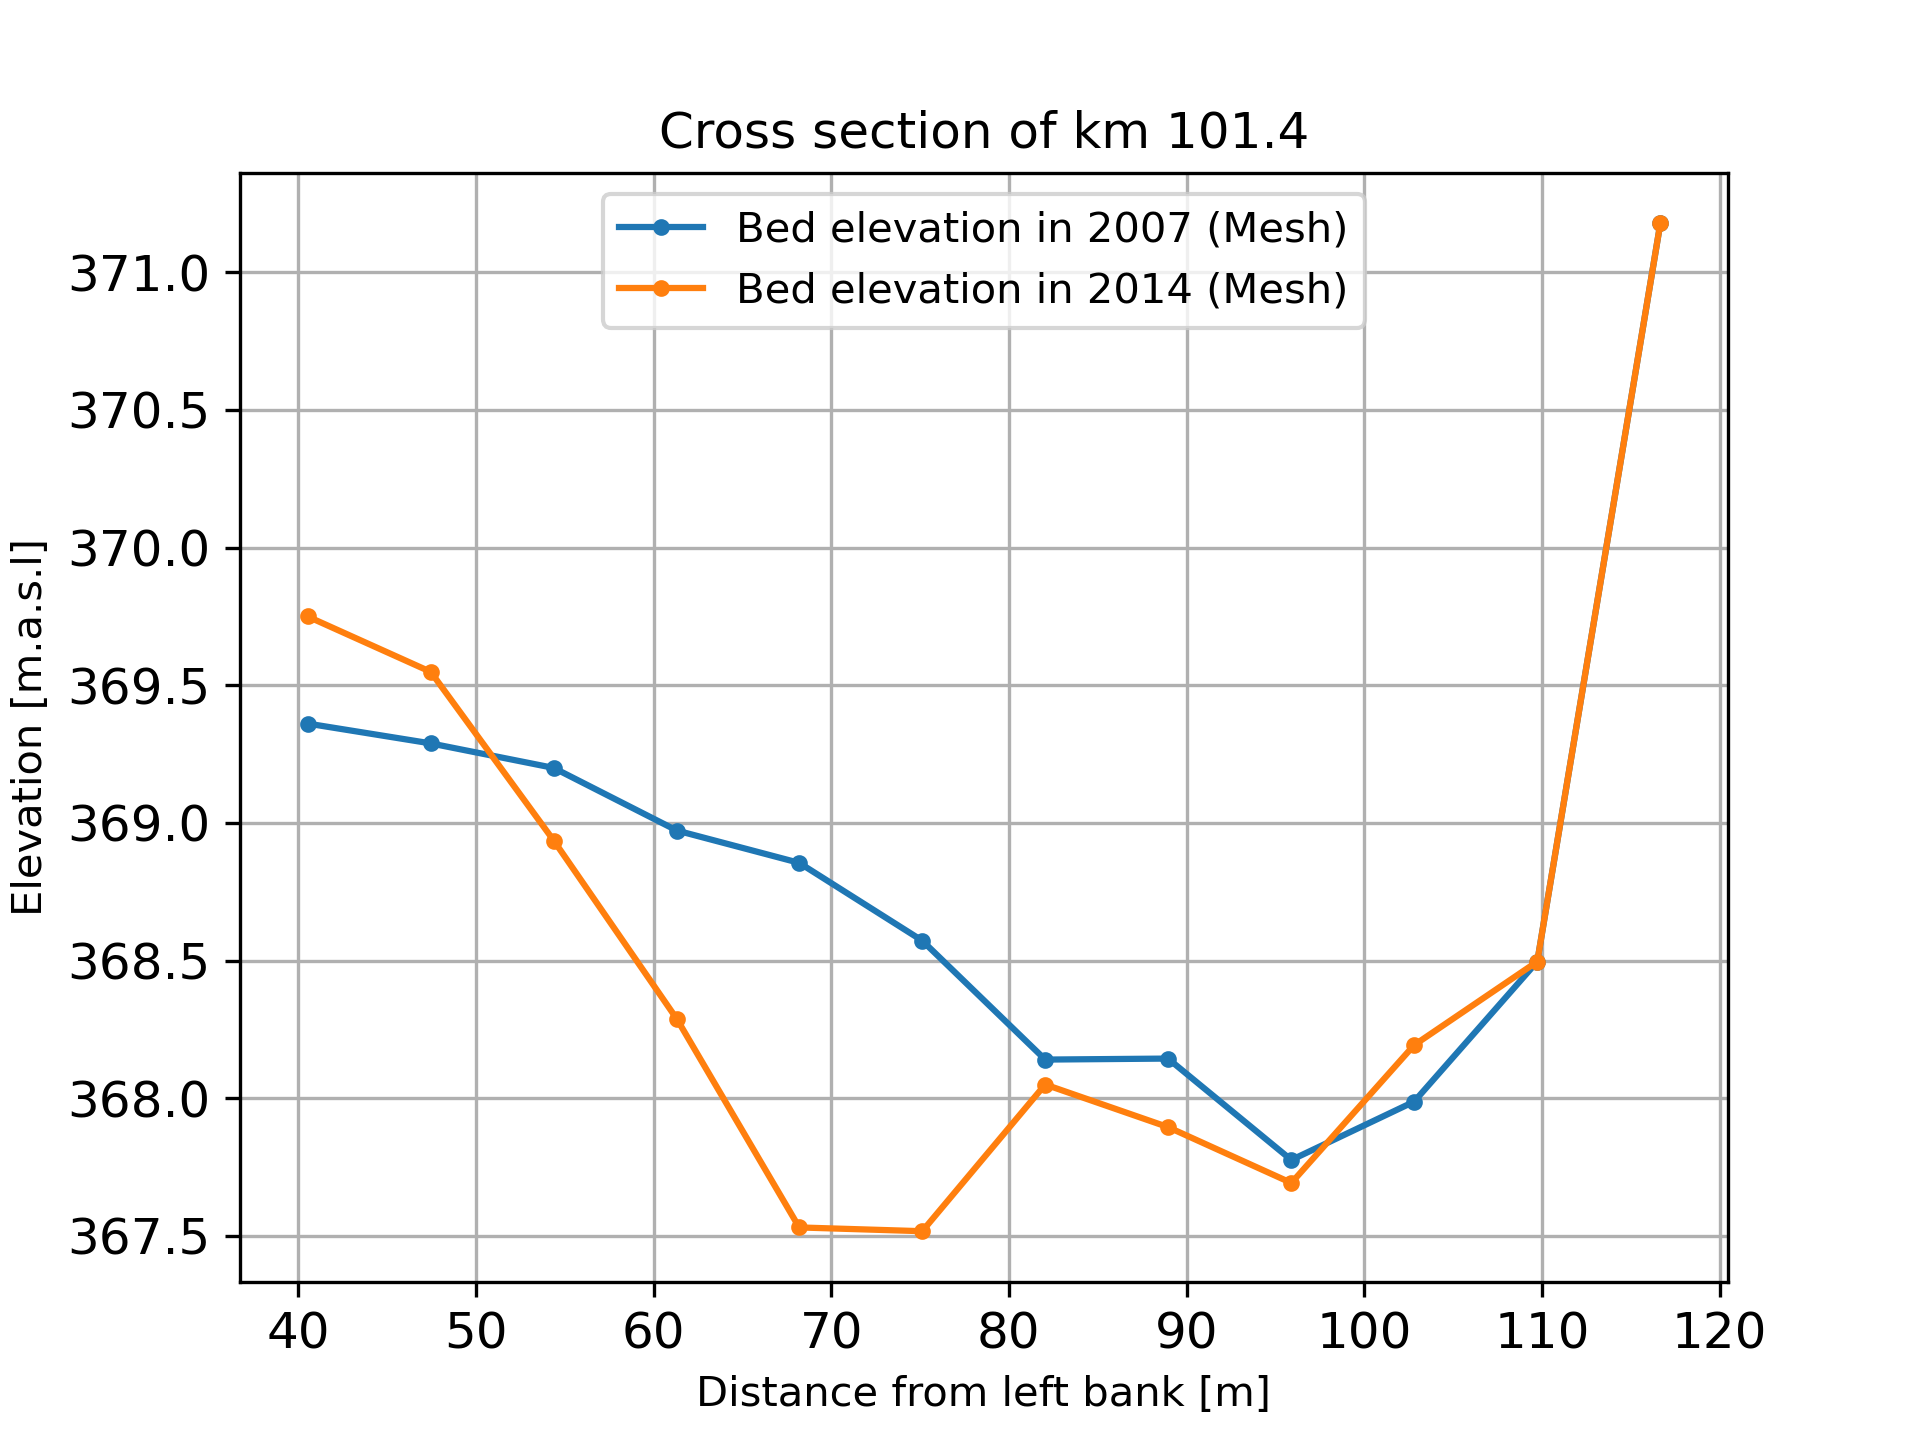 Cross section of km 101.4
Bed elevation in 2007 (Mesh)
Bed elevation in 2014 (Mesh)
371.0
370.5
370.0
369.5
369.0
368.5
368.0
367.5
Elevation [m.a.s.l]
40 50 60 70 80 90 100 110 120
Distance from left bank [m]